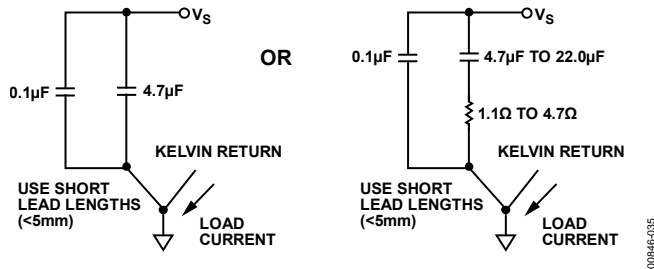 VS
0.1µF
4.7µF
KELVIN RETURN
USE SHORT
LEAD LENGTHS
(<5mm)
LOAD
CURRENT
OR
VS
0.1µF
4.7µF TO 22.0µF
1.1Ω TO 4.7Ω
KELVIN RETURN
USE SHORT
LEAD LENGTHS
(<5mm)
LOAD
CURRENT
00846-035